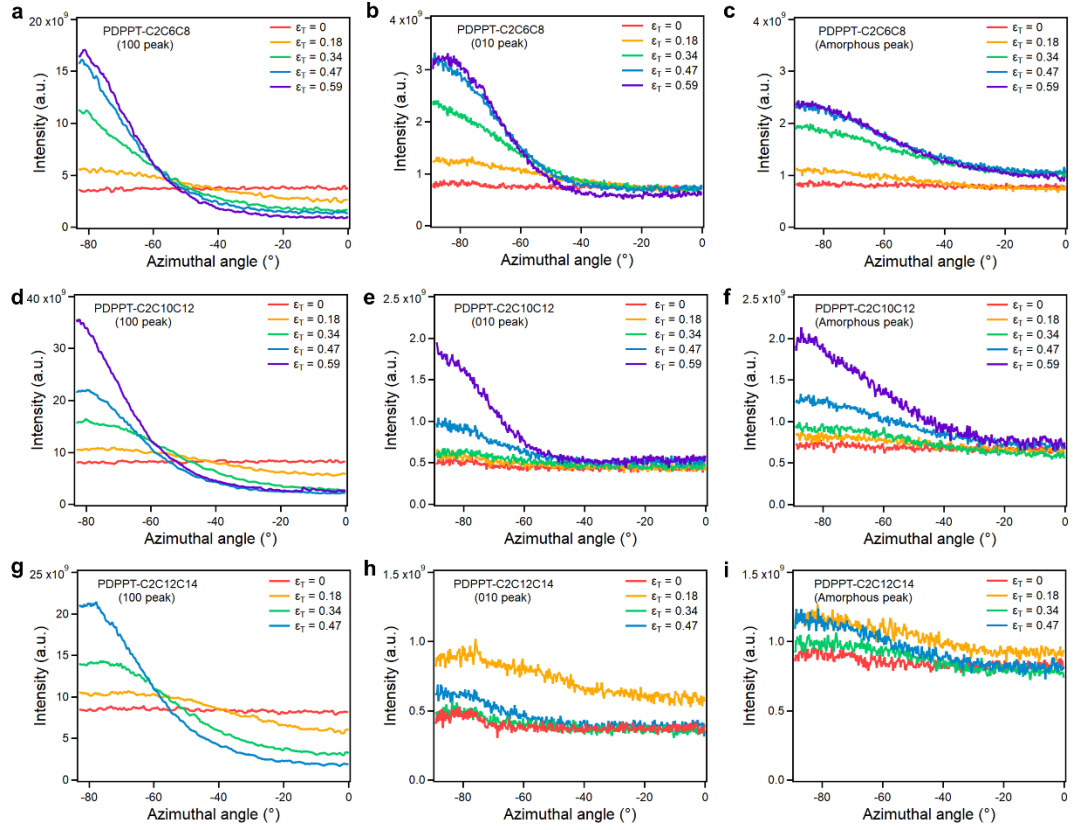 a
20 x10⁹
15
10
5
0
PDPPT-C2C6C8
(100 peak)
εT = 0
εT = 0.18
εT = 0.34
εT = 0.47
εT = 0.59
Intensity (a.u.)
-80 -60 -40 -20 0
Azimuthal angle (°)
b
4 x10⁹
3
2
1
0
PDPPT-C2C6C8
(010 peak)
εT = 0
εT = 0.18
εT = 0.34
εT = 0.47
εT = 0.59
Intensity (a.u.)
-80 -60 -40 -20 0
Azimuthal angle (°)
c
4 x10⁹
3
2
1
0
PDPPT-C2C6C8
(Amorphous peak)
εT = 0
εT = 0.18
εT = 0.34
εT = 0.47
εT = 0.59
Intensity (a.u.)
-80 -60 -40 -20 0
Azimuthal angle (°)
d
40 x10⁹
30
20
10
0
PDPPT-C2C10C12
(100 peak)
εT = 0
εT = 0.18
εT = 0.34
εT = 0.47
εT = 0.59
Intensity (a.u.)
-80 -60 -40 -20 0
Azimuthal angle (°)
e
2.5 x10⁹
2.0
1.5
1.0
0.5
0.0
PDPPT-C2C10C12
(010 peak)
εT = 0
εT = 0.18
εT = 0.34
εT = 0.47
εT = 0.59
Intensity (a.u.)
-80 -60 -40 -20 0
Azimuthal angle (°)
f
2.5 x10⁹
2.0
1.5
1.0
0.5
0.0
PDPPT-C2C10C12
(Amorphous peak)
εT = 0
εT = 0.18
εT = 0.34
εT = 0.47
εT = 0.59
Intensity (a.u.)
-80 -60 -40 -20 0
Azimuthal angle (°)
g
25 x10⁹
20
15
10
5
0
PDPPT-C2C12C14
(100 peak)
εT = 0
εT = 0.18
εT = 0.34
εT = 0.47
Intensity (a.u.)
-80 -60 -40 -20 0
Azimuthal angle (°)
h
1.5 x10⁹
1.0
0.5
0.0
PDPPT-C2C12C14
(010 peak)
εT = 0
εT = 0.18
εT = 0.34
εT = 0.47
Intensity (a.u.)
-80 -60 -40 -20 0
Azimuthal angle (°)
i
1.5 x10⁹
1.0
0.5
0.0
PDPPT-C2C12C14
(Amorphous peak)
εT = 0
εT = 0.18
εT = 0.34
εT = 0.47
Intensity (a.u.)
-80 -60 -40 -20 0
Azimuthal angle (°)